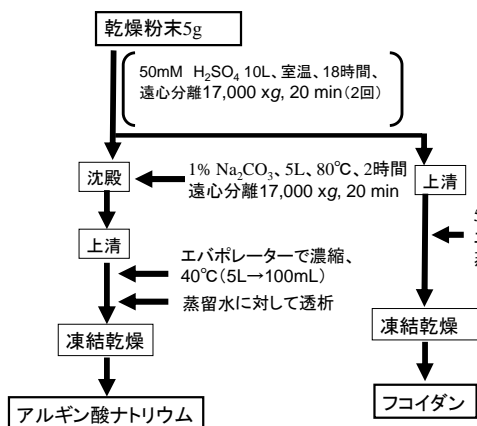 乾燥粉末5g
50mM H₂SO₄ 10L、室温、18時間、
遠心分離17,000 xg, 20 min(2回)
沈殿
1% Na₂CO₃、5L、80℃、2時間
遠心分離17,000 xg, 20 min
上清
上清
エバポレーターで濃縮、
40℃(5L→100mL)
蒸留水に対して透析
凍結乾燥
凍結乾燥
アルギン酸ナトリウム
フコイダン